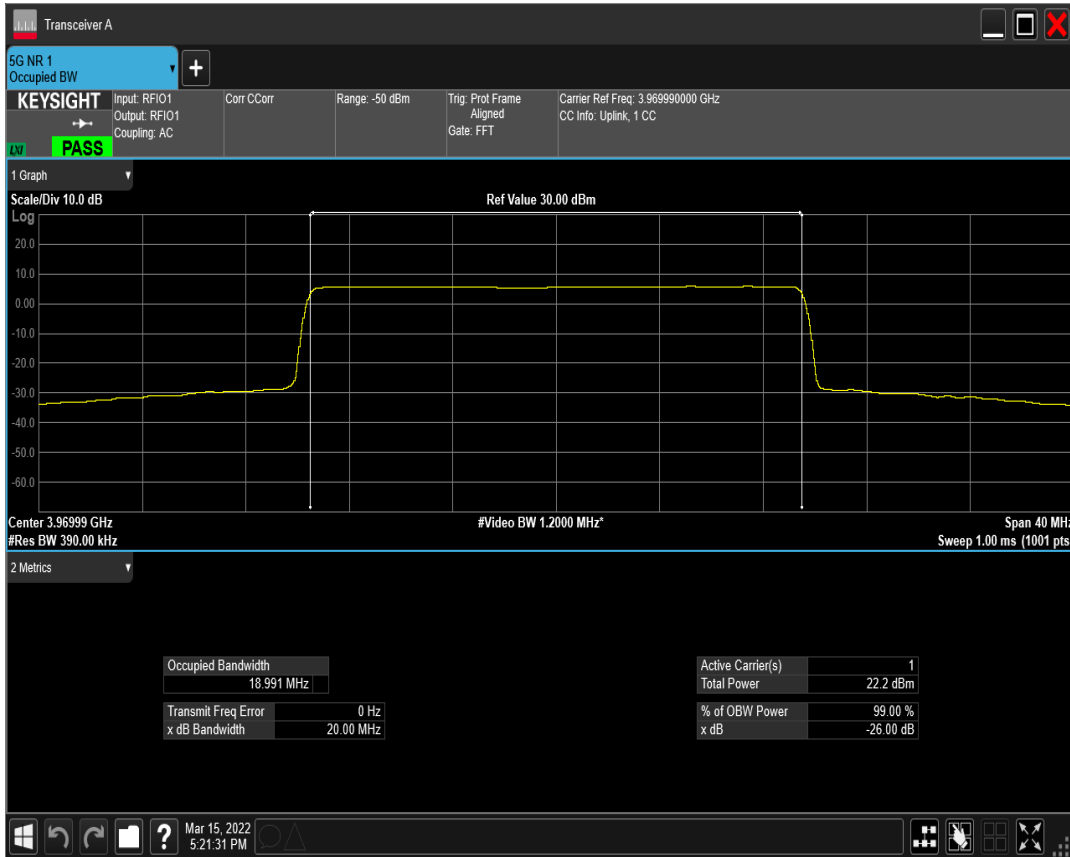 Transceiver A
5G NR 1
Occupied BW
+
KEYSIGHT
LXI
PASS
Input: RFIO1
Output: RFIO1
Coupling: AC
Corr CCorr
Range: -50 dBm
Trig: Prot Frame
Aligned
Gate: FFT
Carrier Ref Freq: 3.969990000 GHz
CC Info: Uplink, 1 CC
1 Graph
Scale/Div 10.0 dB
Ref Value 30.00 dBm
Log
20.0
10.0
0.00
-10.0
-20.0
-30.0
-40.0
-50.0
-60.0
Center 3.96999 GHz
#Video BW 1.2000 MHz*
Span 40 MHz
#Res BW 390.00 kHz
Sweep 1.00 ms (1001 pts
2 Metrics
Occupied Bandwidth
18.991 MHz
Transmit Freq Error 0 Hz
x dB Bandwidth 20.00 MHz
Active Carrier(s) 1
Total Power 22.2 dBm
% of OBW Power 99.00 %
x dB -26.00 dB
?
Mar 15, 2022
5:21:31 PM